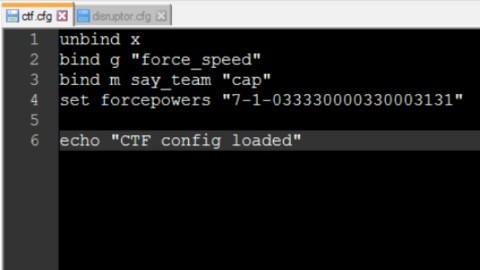 ctf.cfg disruptor.cfg
1 unbind x
2 bind g "force_speed"
3 bind m say_team "cap"
4 set forcepowers "7-1-033330000330003131"
5
6 echo "CTF config loaded"